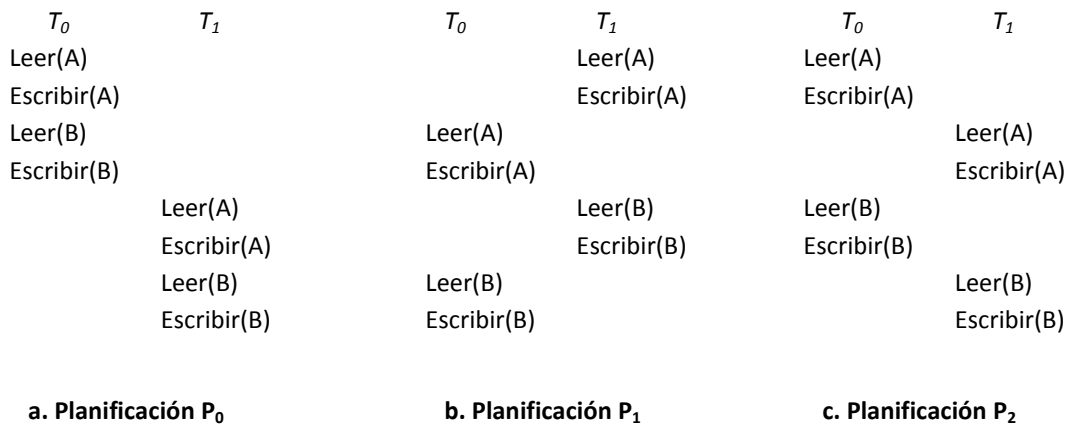 T0 T1 T0 T1 T0 T1
Leer(A) Leer(A) Leer(A)
Escribir(A) Escribir(A) Escribir(A)
Leer(B) Leer(A) Leer(A)
Escribir(B) Escribir(A) Escribir(A)
Leer(A) Leer(B) Leer(B)
Escribir(A) Escribir(B) Escribir(B)
Leer(B) Leer(B) Leer(B)
Escribir(B) Escribir(B) Escribir(B)
a. Planificación P0 b. Planificación P1 c. Planificación P2